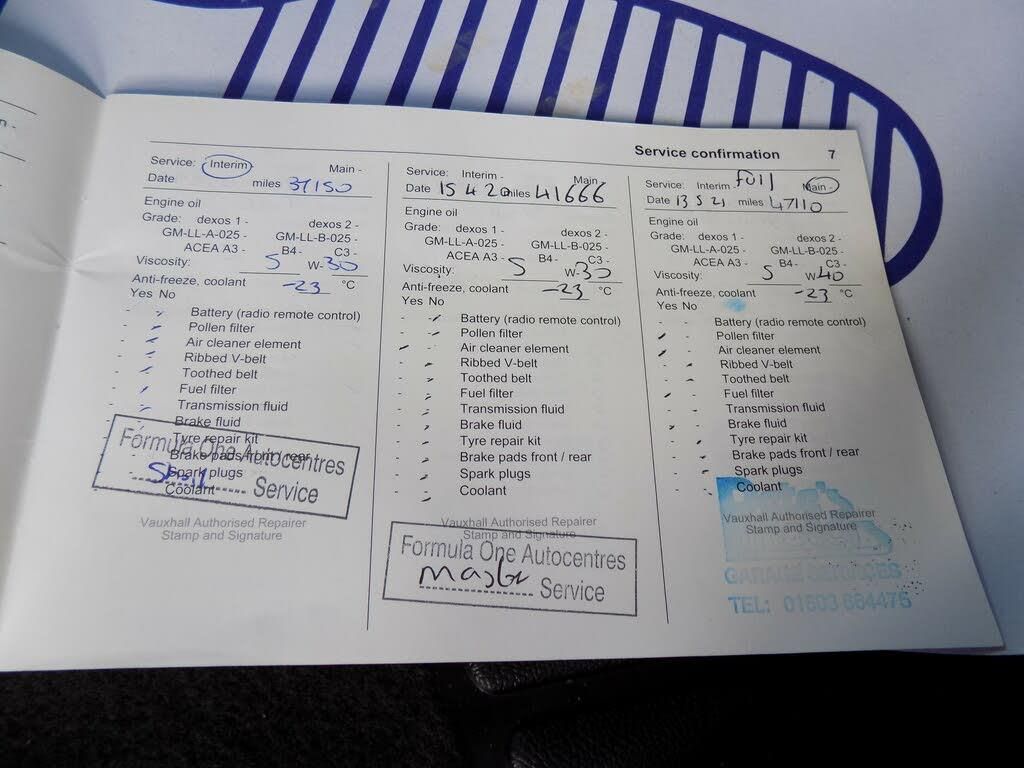 n -
Service confirmation 7
Service: Interim - Main -
Date miles 37150
Engine oil
Grade: dexos 1 - dexos 2 -
GM-LL-A-025 - GM-LL-B-025 -
ACEA A3 - B4 - C3 -
Viscosity: 5 W-30
Anti-freeze, coolant -23 °C
Yes No
- - Battery (radio remote control)
- - Pollen filter
- - Air cleaner element
- - Ribbed V-belt
- - Toothed belt
- - Fuel filter
- - Transmission fluid
- - Brake fluid
Tyre repair kit
Brake pads front / rear
Spark plugs
Coolant
Formula One Autocentres
Service
Vauxhall Authorised Repairer
Stamp and Signature
Service: Interim - Main -
Date 15 4 20 miles 41666
Engine oil
Grade: dexos 1 - dexos 2 -
GM-LL-A-025 - GM-LL-B-025 -
ACEA A3 - B4 - C3 -
Viscosity: 5 W-30
Anti-freeze, coolant -23 °C
Yes No
- - Battery (radio remote control)
- - Pollen filter
- - Air cleaner element
- - Ribbed V-belt
- - Toothed belt
- - Fuel filter
- - Transmission fluid
- - Brake fluid
- - Tyre repair kit
- - Brake pads front / rear
- - Spark plugs
- - Coolant
Vauxhall Authorised Repairer
Stamp and Signature
Formula One Autocentres
Master Service
Service: Interim Full Main -
Date 13 5 21 miles 47110
Engine oil
Grade: dexos 1 - dexos 2 -
GM-LL-A-025 - GM-LL-B-025 -
ACEA A3 - B4 - C3 -
Viscosity: 5 W 40
Anti-freeze, coolant -23 °C
Yes No
- - Battery (radio remote control)
- - Pollen filter
- - Air cleaner element
- - Ribbed V-belt
- - Toothed belt
- - Fuel filter
- - Transmission fluid
- - Brake fluid
- - Tyre repair kit
- - Brake pads front / rear
- - Spark plugs
- - Coolant
Vauxhall Authorised Repairer
Stamp and Signature
GARAGE SERVICES
TEL: 01603 664476